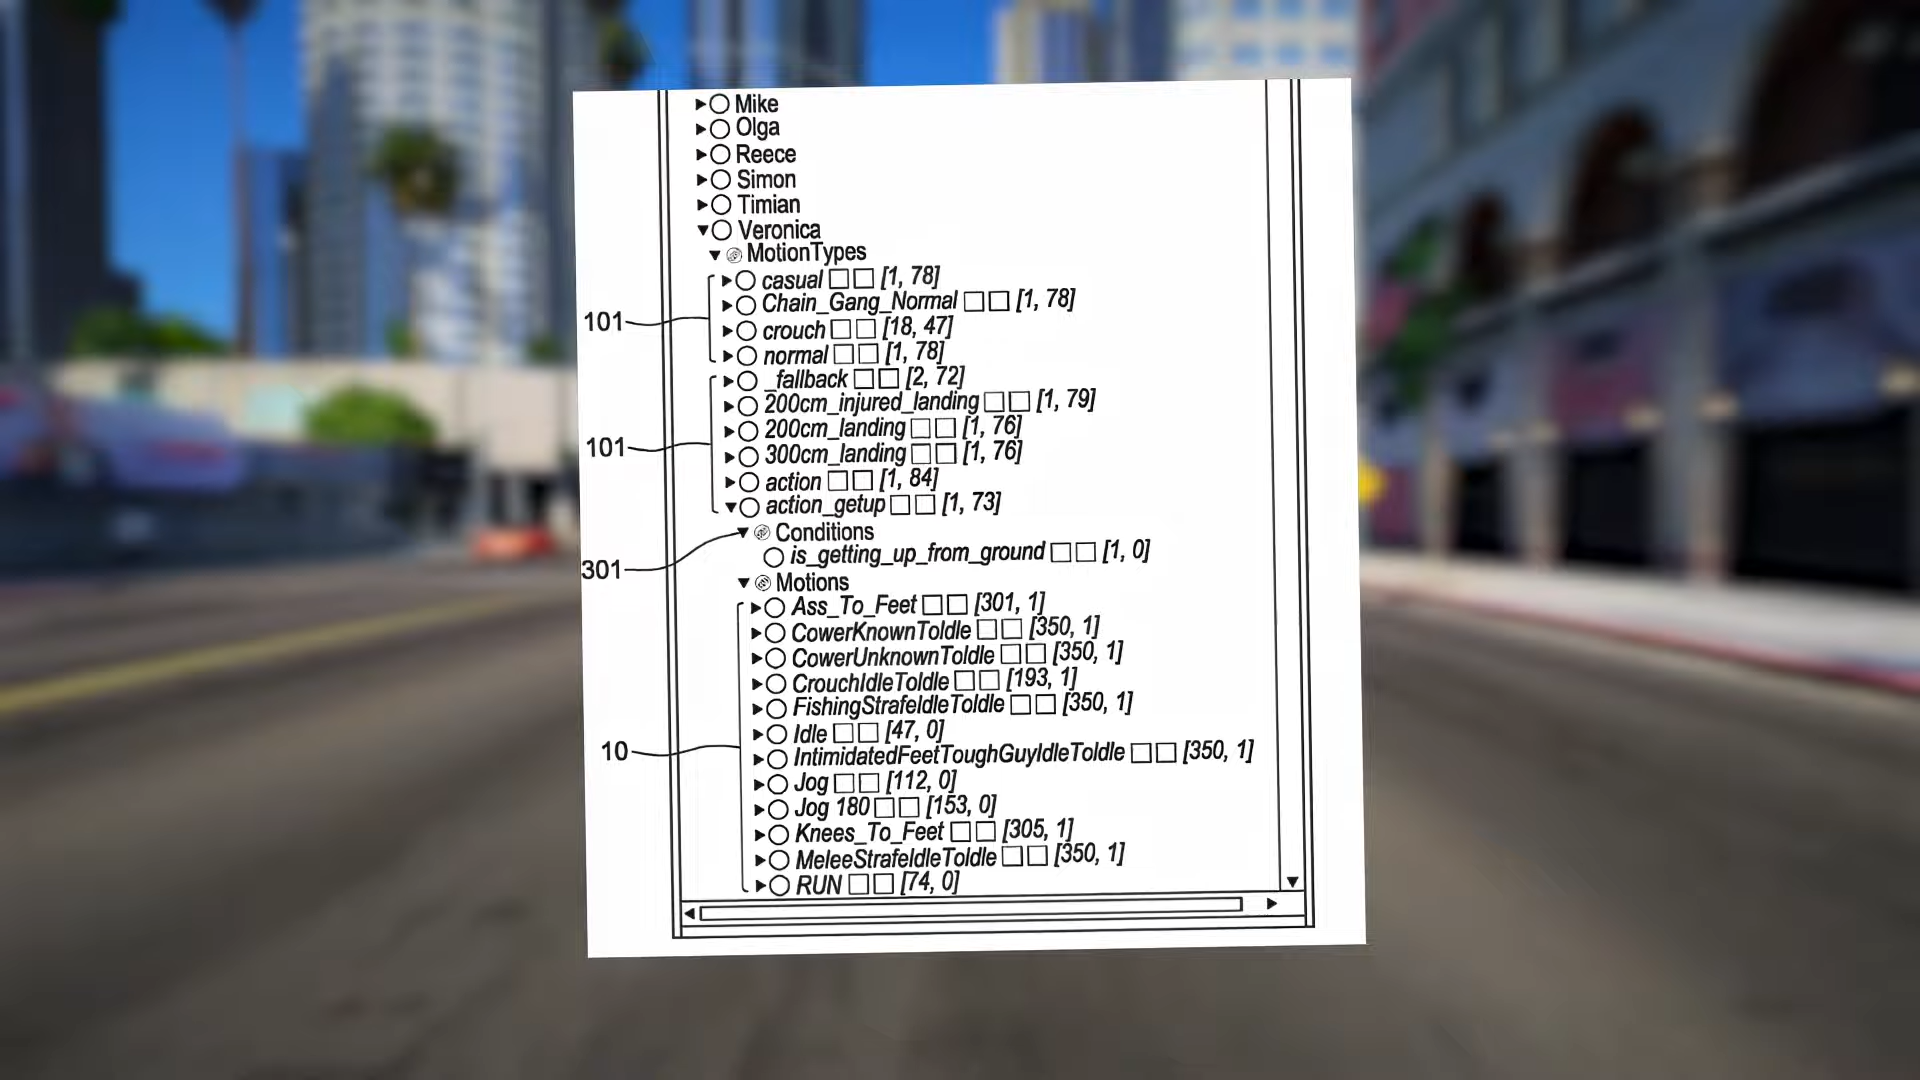 Mike
Olga
Reece
Simon
Timian
Veronica
MotionTypes
casual [1, 78]
Chain_Gang_Normal [1, 78]
101
crouch [18, 47]
normal [1, 78]
_fallback [2, 72]
200cm_injured_landing [1, 79]
200cm_landing [1, 76]
101
300cm_landing [1, 76]
action [1, 84]
action_getup [1, 73]
Conditions
is_getting_up_from_ground [1, 0]
301
Motions
Ass_To_Feet [301, 1]
CowerKnownToIdle [350, 1]
CowerUnknownToIdle [350, 1]
CrouchIdleToIdle [193, 1]
FishingStrafeIdleToIdle [350, 1]
Idle [47, 0]
10
IntimidatedFeetToughGuyIdleToIdle [350, 1]
Jog [112, 0]
Jog 180 [153, 0]
Knees_To_Feet [305, 1]
MeleeStrafeIdleToIdle [350, 1]
RUN [74, 0]